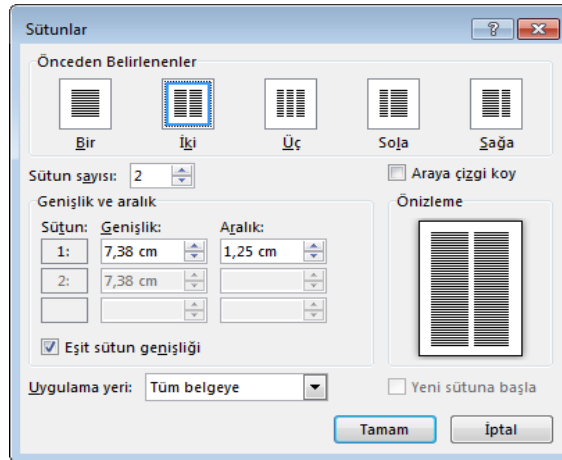 Sütunlar
Önceden Belirlenenler
Bir İki Üç Sola Sağa
Sütun sayısı: 2
Araya çizgi koy
Genişlik ve aralık
Önizleme
Sütun: Genişlik: Aralık:
1: 7,38 cm 1,25 cm
2: 7,38 cm
Eşit sütun genişliği
Uygulama yeri: Tüm belgeye
Yeni sütuna başla
Tamam İptal